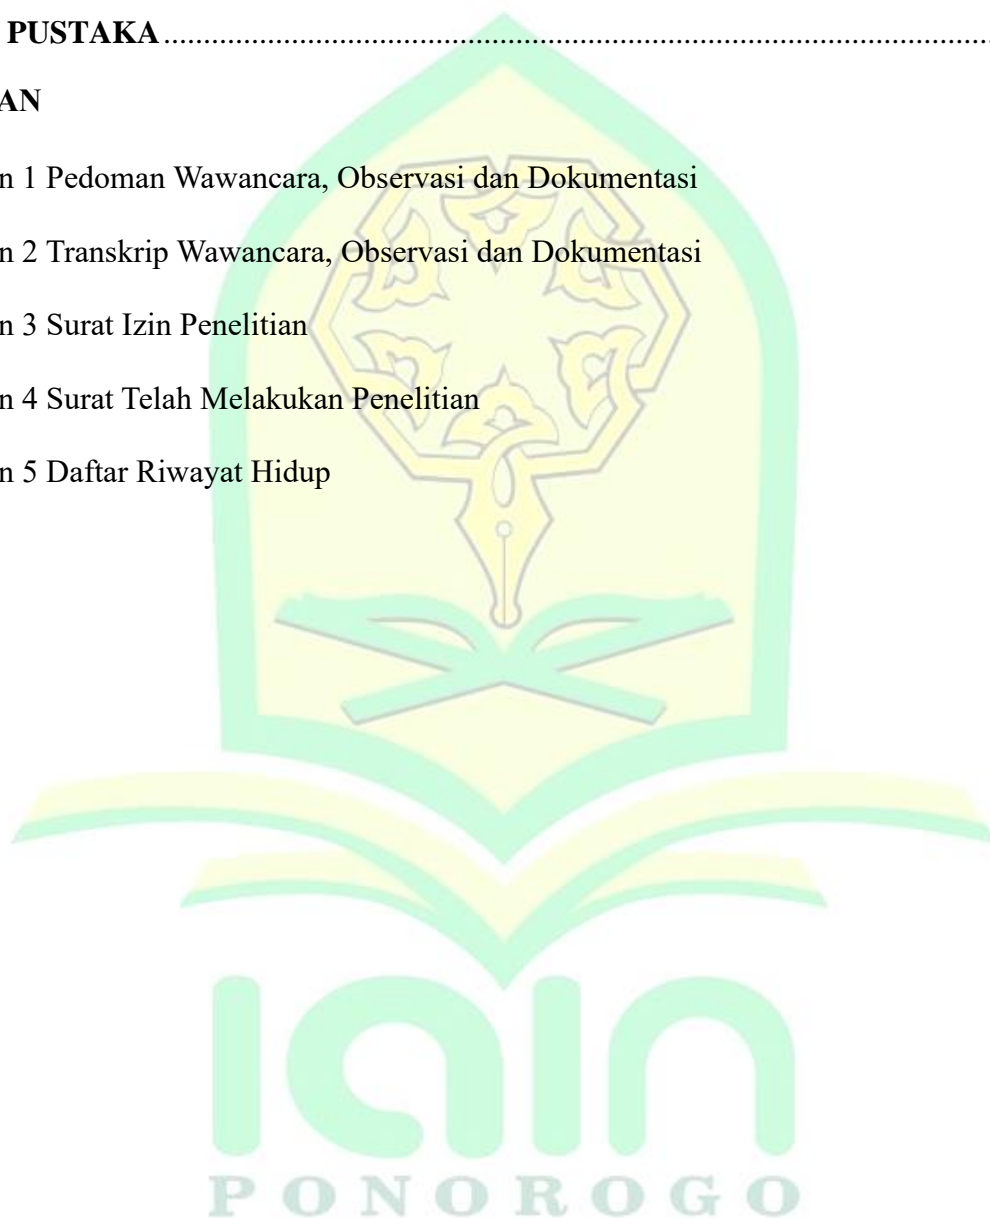 PUSTAKA........................................................................................................
AN
n 1 Pedoman Wawancara, Observasi dan Dokumentasi
n 2 Transkrip Wawancara, Observasi dan Dokumentasi
n 3 Surat Izin Penelitian
n 4 Surat Telah Melakukan Penelitian
n 5 Daftar Riwayat Hidup
iain
PONOROGO